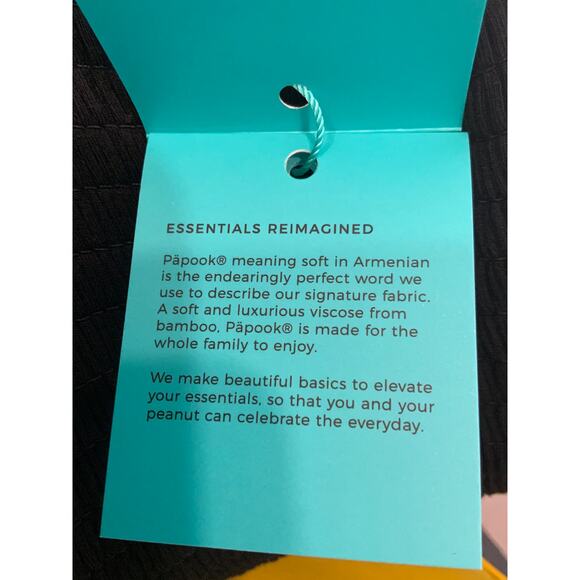 ESSENTIALS REIMAGINED
Päpook® meaning soft in Armenian
is the endearingly perfect word we
use to describe our signature fabric.
A soft and luxurious viscose from
bamboo, Päpook® is made for the
whole family to enjoy.
We make beautiful basics to elevate
your essentials, so that you and your
peanut can celebrate the everyday.